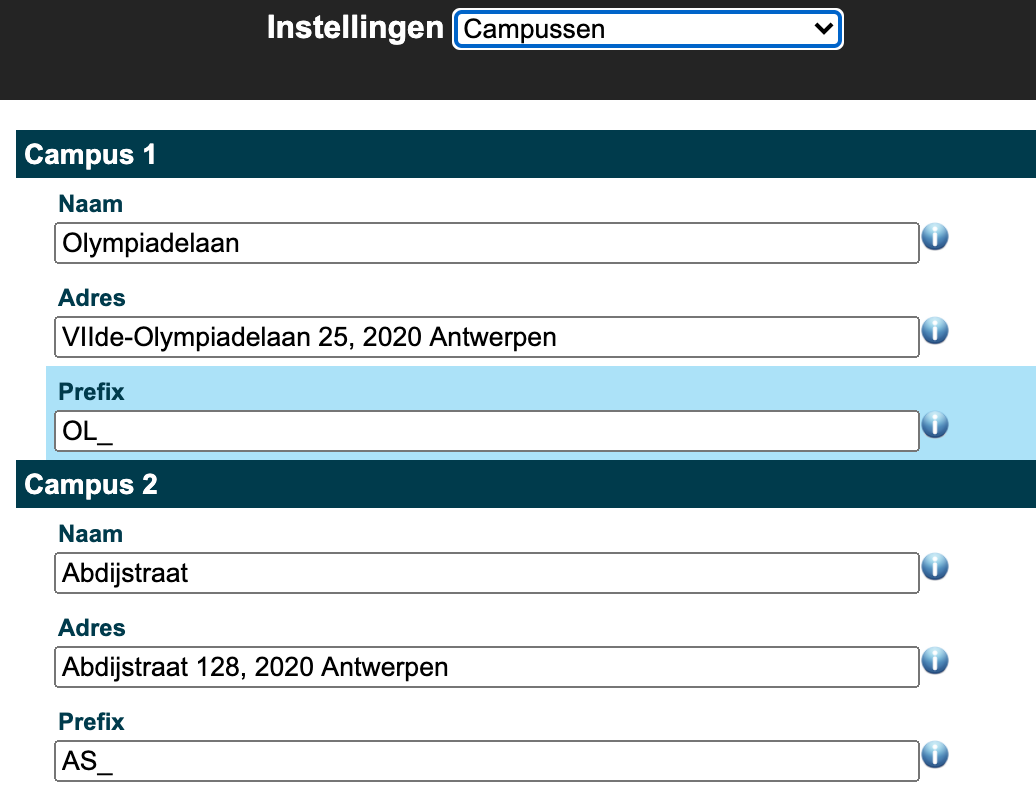 Instellingen Campussen
Campus 1
Naam
Olympiadelaan
Adres
VIIde-Olympiadelaan 25, 2020 Antwerpen
Prefix
OL_
Campus 2
Naam
Abdijstraat
Adres
Abdijstraat 128, 2020 Antwerpen
Prefix
AS_